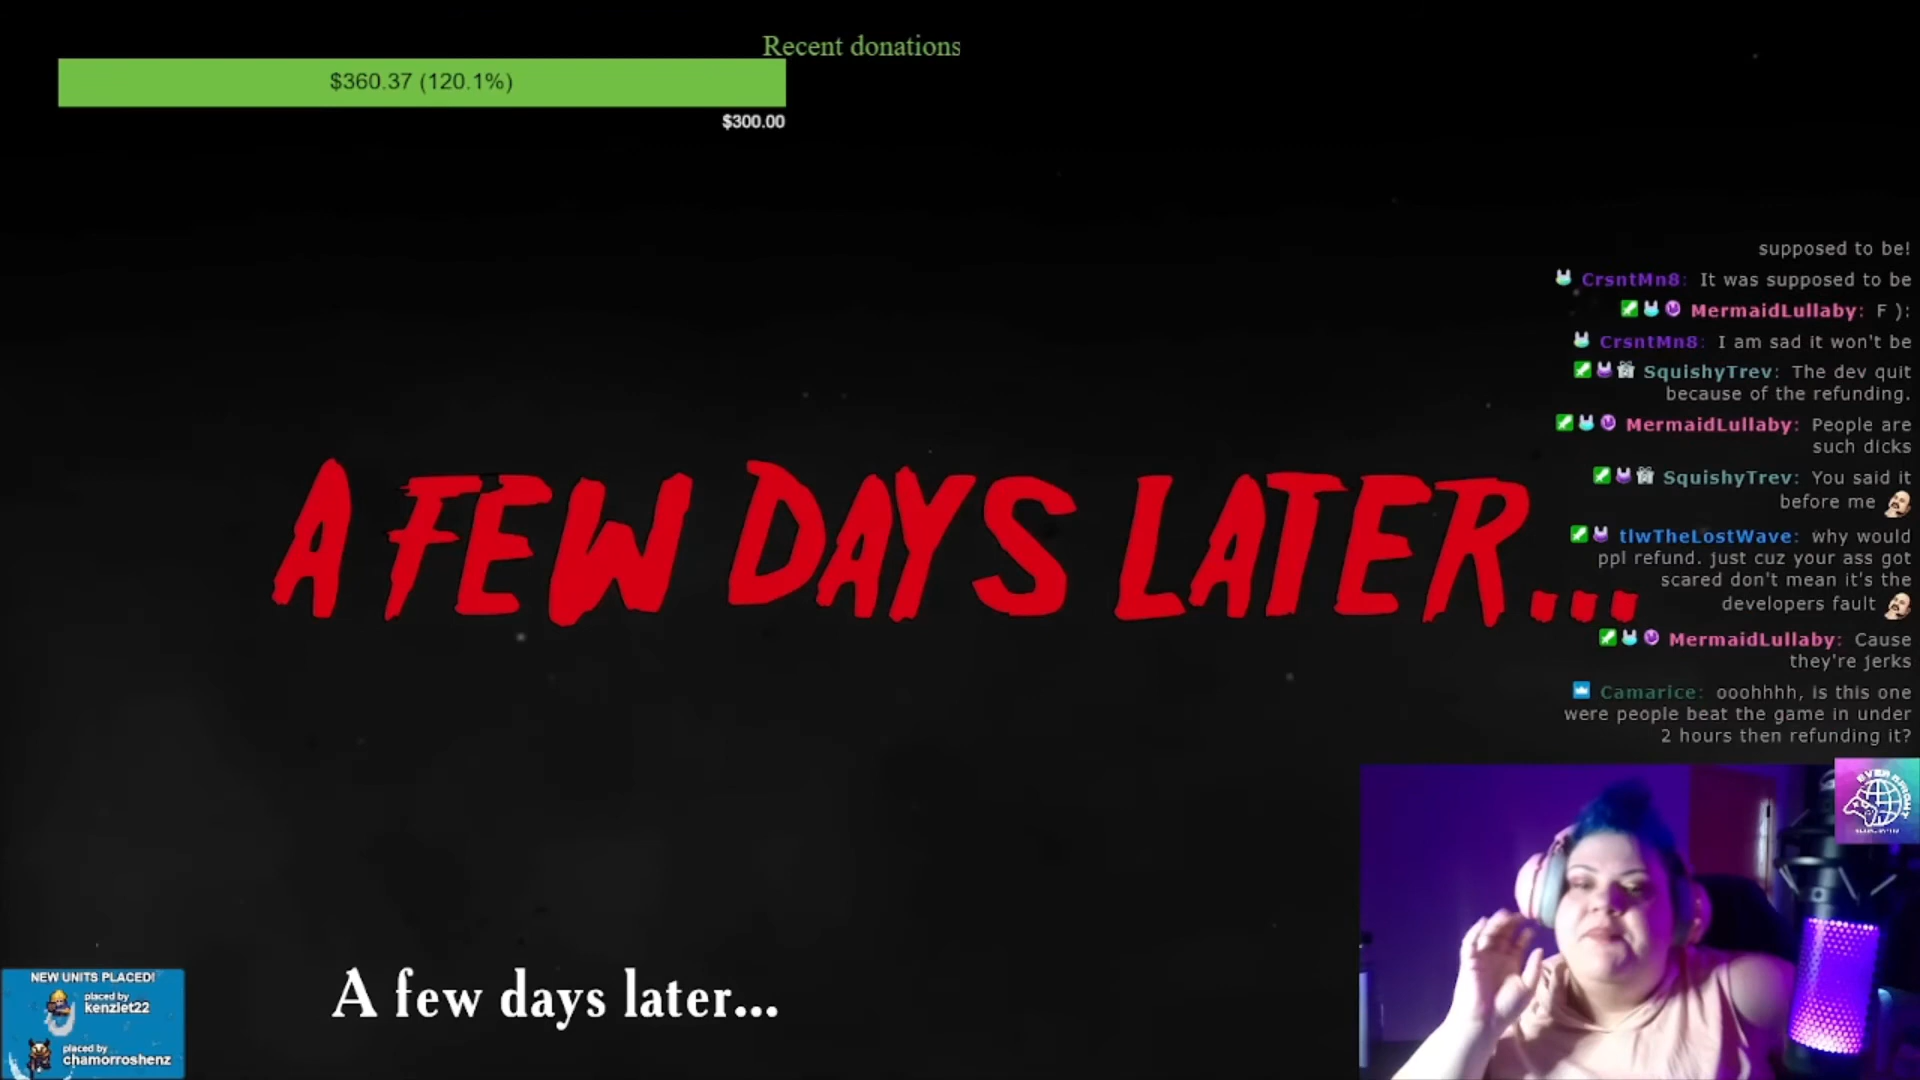 Recent donations
$360.37 (120.1%)
$300.00
supposed to be!
CrsntMn8: It was supposed to be
MermaidLullaby: F ):
CrsntMn8: I am sad it won't be
SquishyTrev: The dev quit
because of the refunding.
MermaidLullaby: People are
such dicks
SquishyTrev: You said it
before me
tlwTheLostWave: why would
ppl refund. just cuz your ass got
scared don't mean it's the
developers fault
MermaidLullaby: Cause
they're jerks
Camarice: ooohhhh, is this one
were people beat the game in under
2 hours then refunding it?
A FEW DAYS LATER...
A few days later...
NEW UNITS PLACED!
placed by
kenzlet22
placed by
chamorroshenz